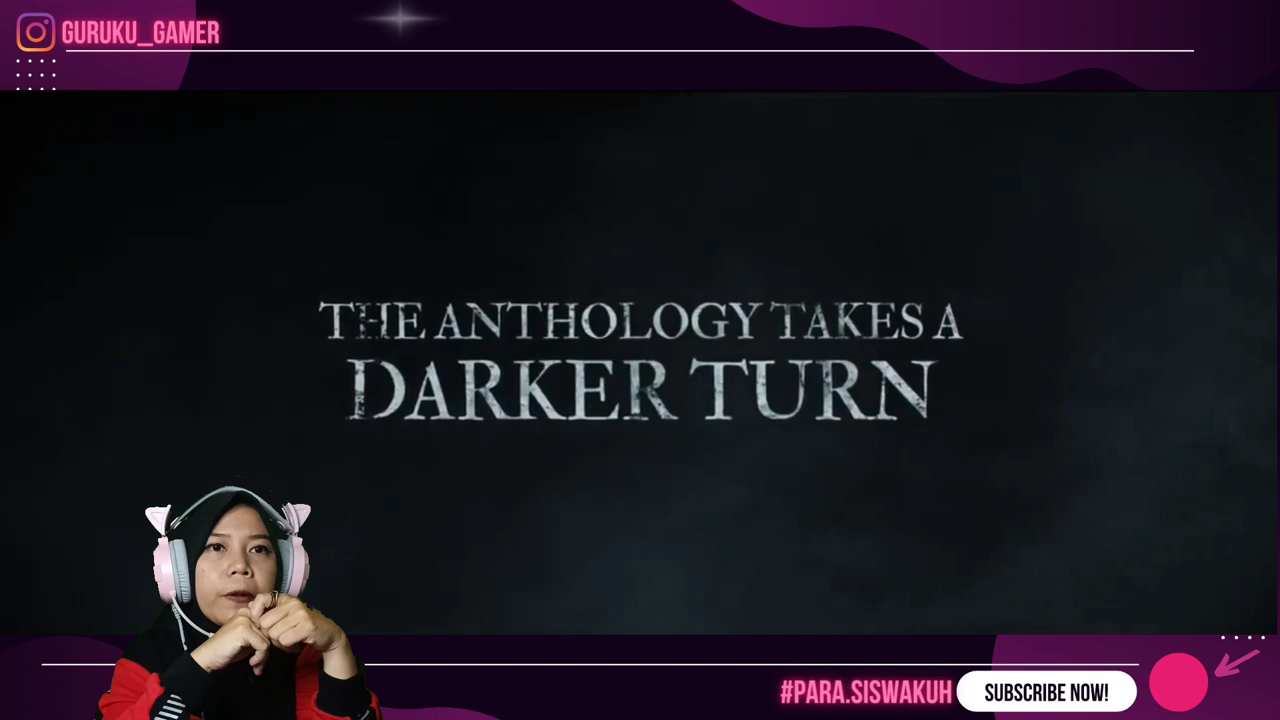 GURUKU_GAMER
THE ANTHOLOGY TAKES A
DARKER TURN
#PARA.SISWAKUH
SUBSCRIBE NOW!